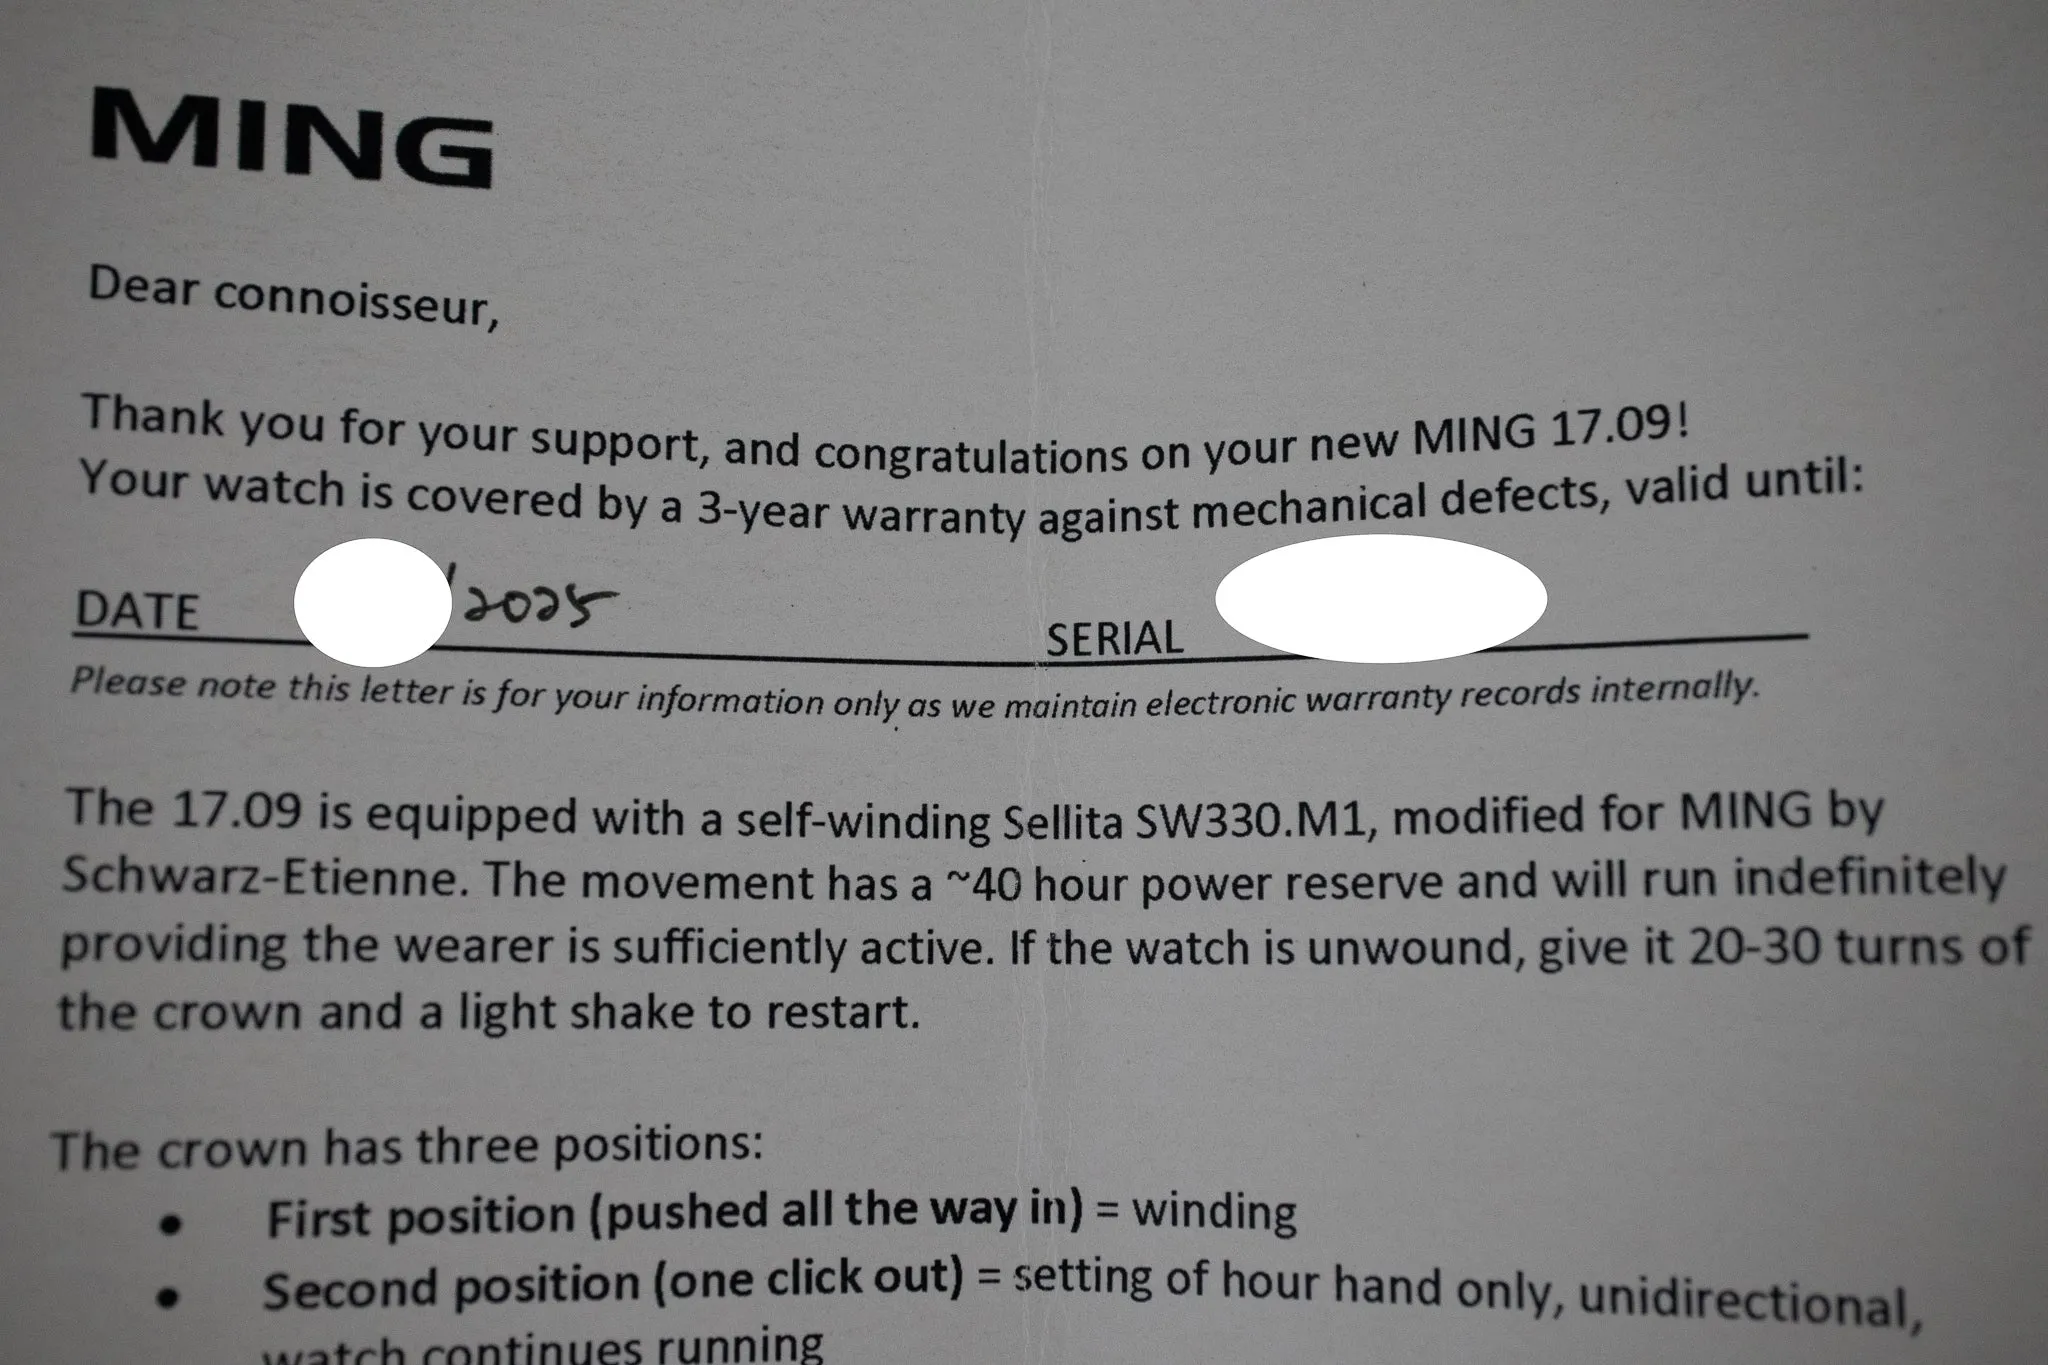 MING
Dear connoisseur,
Thank you for your support, and congratulations on your new MING 17.09!
Your watch is covered by a 3-year warranty against mechanical defects, valid until:
DATE /2025 SERIAL
Please note this letter is for your information only as we maintain electronic warranty records internally.
The 17.09 is equipped with a self-winding Sellita SW330.M1, modified for MING by
Schwarz-Etienne. The movement has a ~40 hour power reserve and will run indefinitely
providing the wearer is sufficiently active. If the watch is unwound, give it 20-30 turns of
the crown and a light shake to restart.
The crown has three positions:
• First position (pushed all the way in) = winding
• Second position (one click out) = setting of hour hand only, unidirectional,
watch continues running